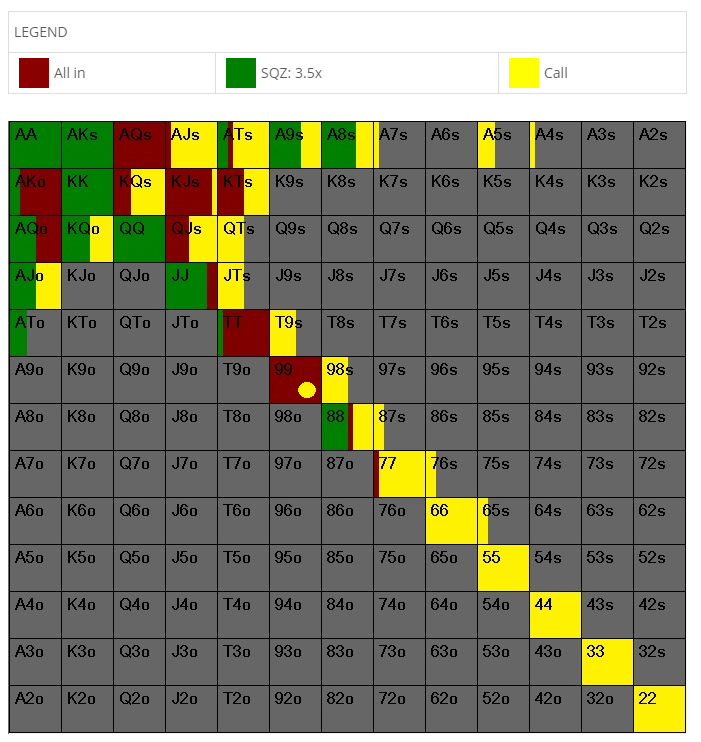 LEGEND
All in SQZ: 3.5x Call
AA AKs AQs AJs ATs A9s A8s A7s A6s A5s A4s A3s A2s
AKo KK KQs KJs KTs K9s K8s K7s K6s K5s K4s K3s K2s
AQo KQo QQ QJs QTs Q9s Q8s Q7s Q6s Q5s Q4s Q3s Q2s
AJo KJo QJo JJ JTs J9s J8s J7s J6s J5s J4s J3s J2s
ATo KTo QTo JTo TT T9s T8s T7s T6s T5s T4s T3s T2s
A9o K9o Q9o J9o T9o 99 98s 97s 96s 95s 94s 93s 92s
A8o K8o Q8o J8o T8o 98o 88 87s 86s 85s 84s 83s 82s
A7o K7o Q7o J7o T7o 97o 87o 77 76s 75s 74s 73s 72s
A6o K6o Q6o J6o T6o 96o 86o 76o 66 65s 64s 63s 62s
A5o K5o Q5o J5o T5o 95o 85o 75o 65o 55 54s 53s 52s
A4o K4o Q4o J4o T4o 94o 84o 74o 64o 54o 44 43s 42s
A3o K3o Q3o J3o T3o 93o 83o 73o 63o 53o 43o 33 32s
A2o K2o Q2o J2o T2o 92o 82o 72o 62o 52o 42o 32o 22